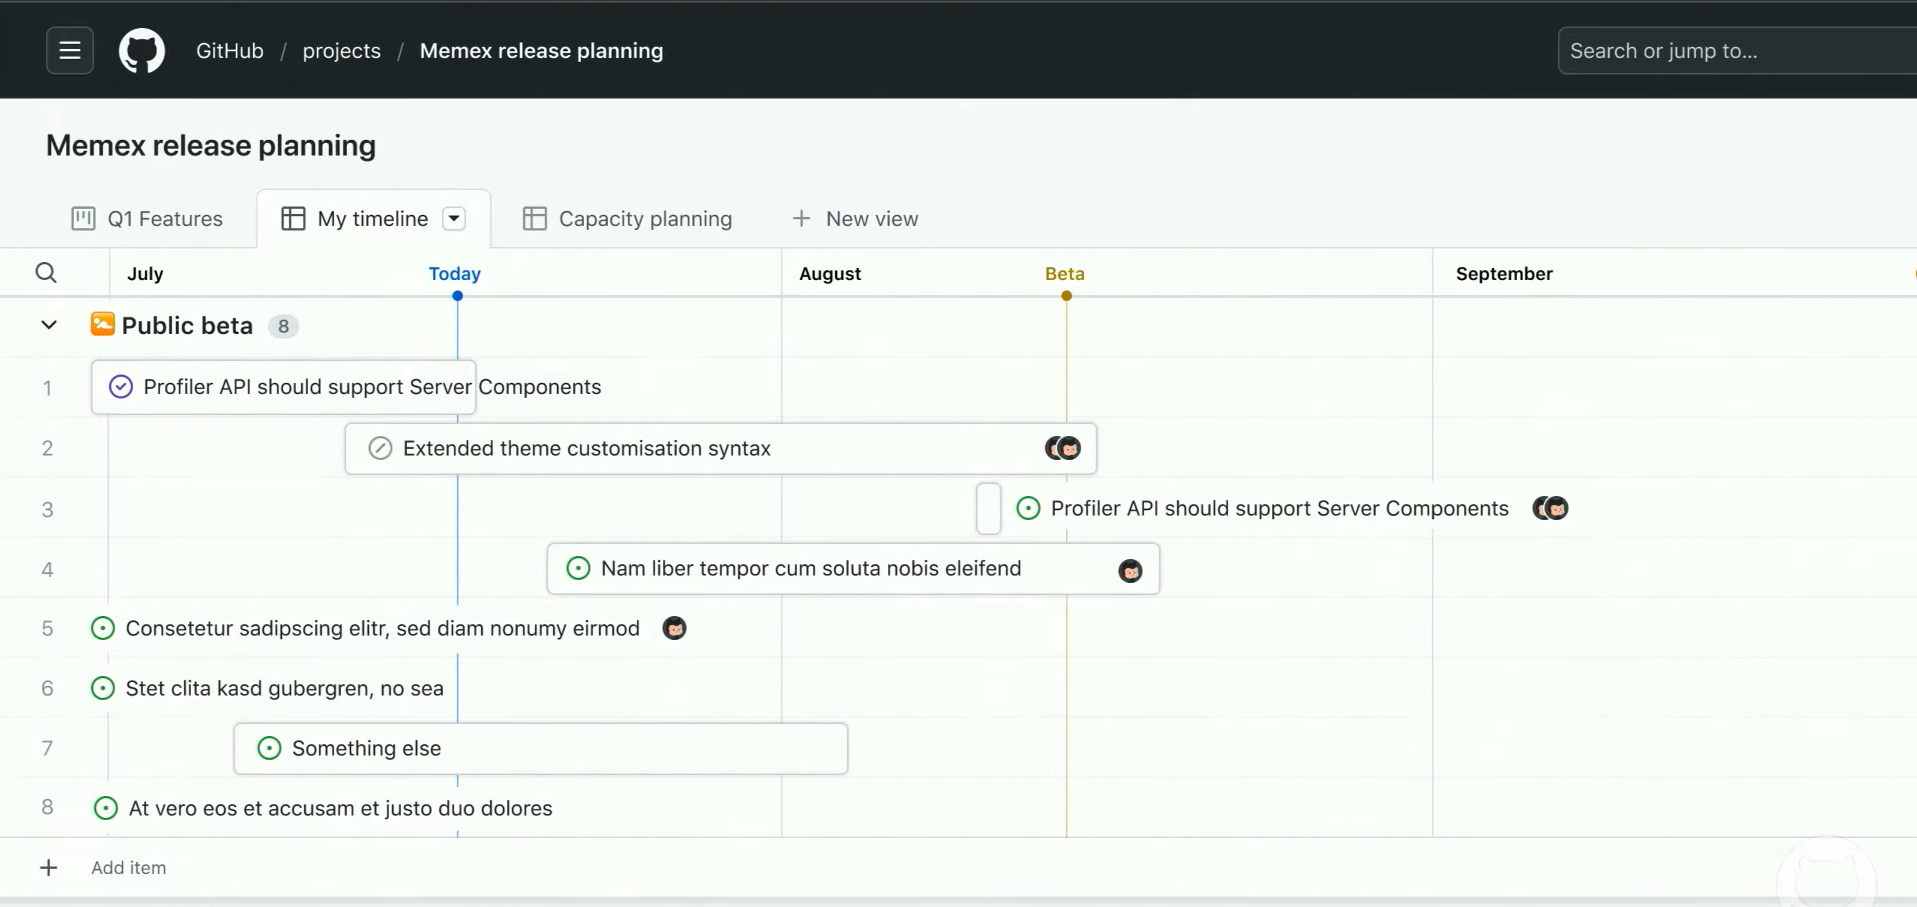 GitHub / projects / Memex release planning
Search or jump to...
Memex release planning
Q1 Features
My timeline
Capacity planning
+ New view
July
Today
August
Beta
September
Public beta 8
1 Profiler API should support Server Components
2 Extended theme customisation syntax
3 Profiler API should support Server Components
4 Nam liber tempor cum soluta nobis eleifend
5 Consetetur sadipscing elitr, sed diam nonumy eirmod
6 Stet clita kasd gubergren, no sea
7 Something else
8 At vero eos et accusam et justo duo dolores
+ Add item